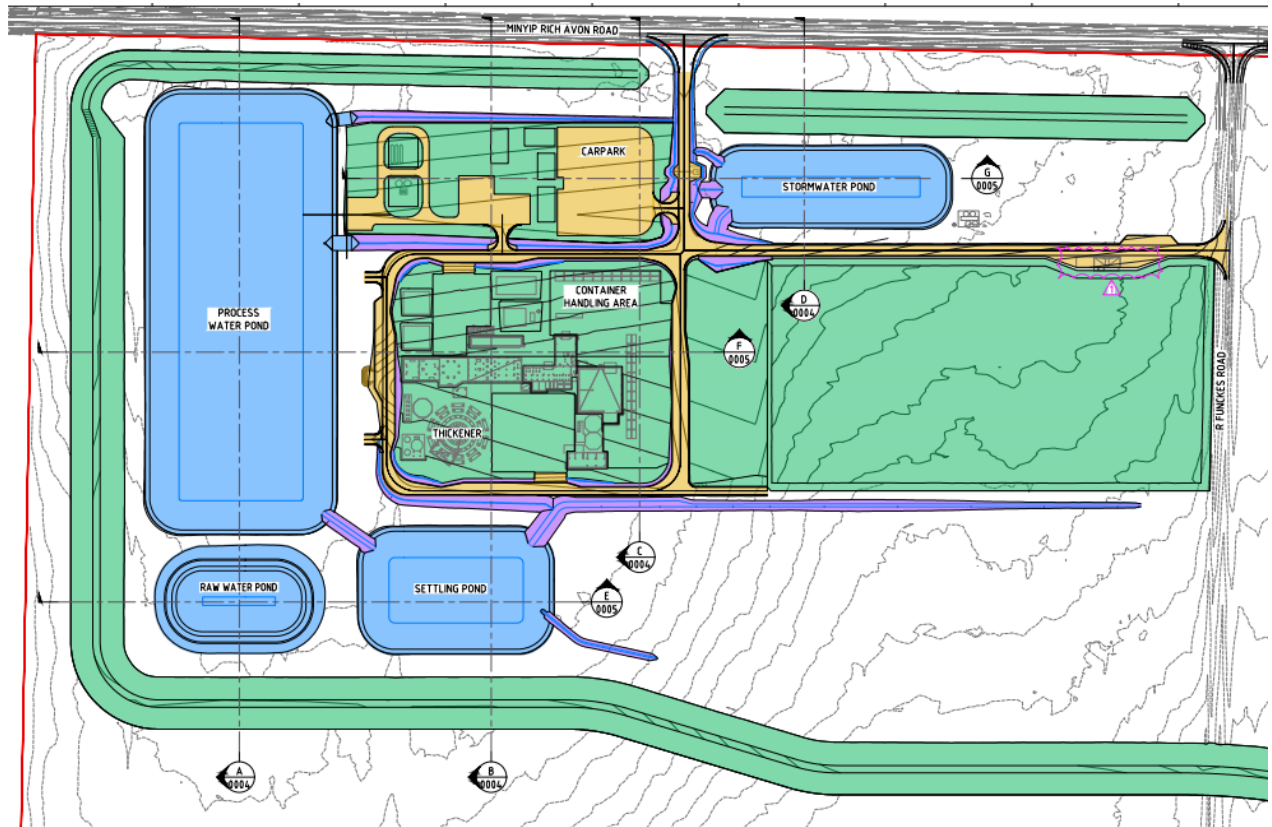 MINYIP RICH AVON ROAD
CARPARK
STORMWATER POND
G
0005
CONTAINER
HANDLING AREA
PROCESS
WATER POND
D
0004
1
F
0005
R FUNCKES ROAD
THICKENER
C
0004
RAW WATER POND
SETTLING POND
E
0005
A
0004
B
0004